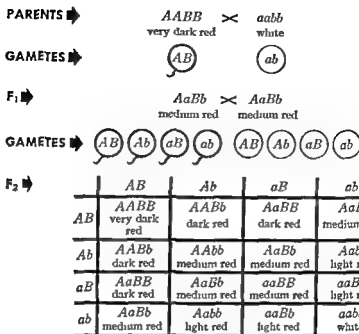 PARENTS AABB × aabb
very dark red white
GAMETES AB ab
F₁ AaBb × AaBb
medium red medium red
GAMETES AB Ab aB ab AB Ab aB ab
F₂ AB Ab aB ab
AB AABB AABb AaBB
very dark red dark red dark red
Ab AABb AAbb AaBb
dark red medium red medium red light
aB AaBB AaBb aaBB
dark red medium red medium red light
ab AaBb Aabb aaBb aabb
medium red light red light red